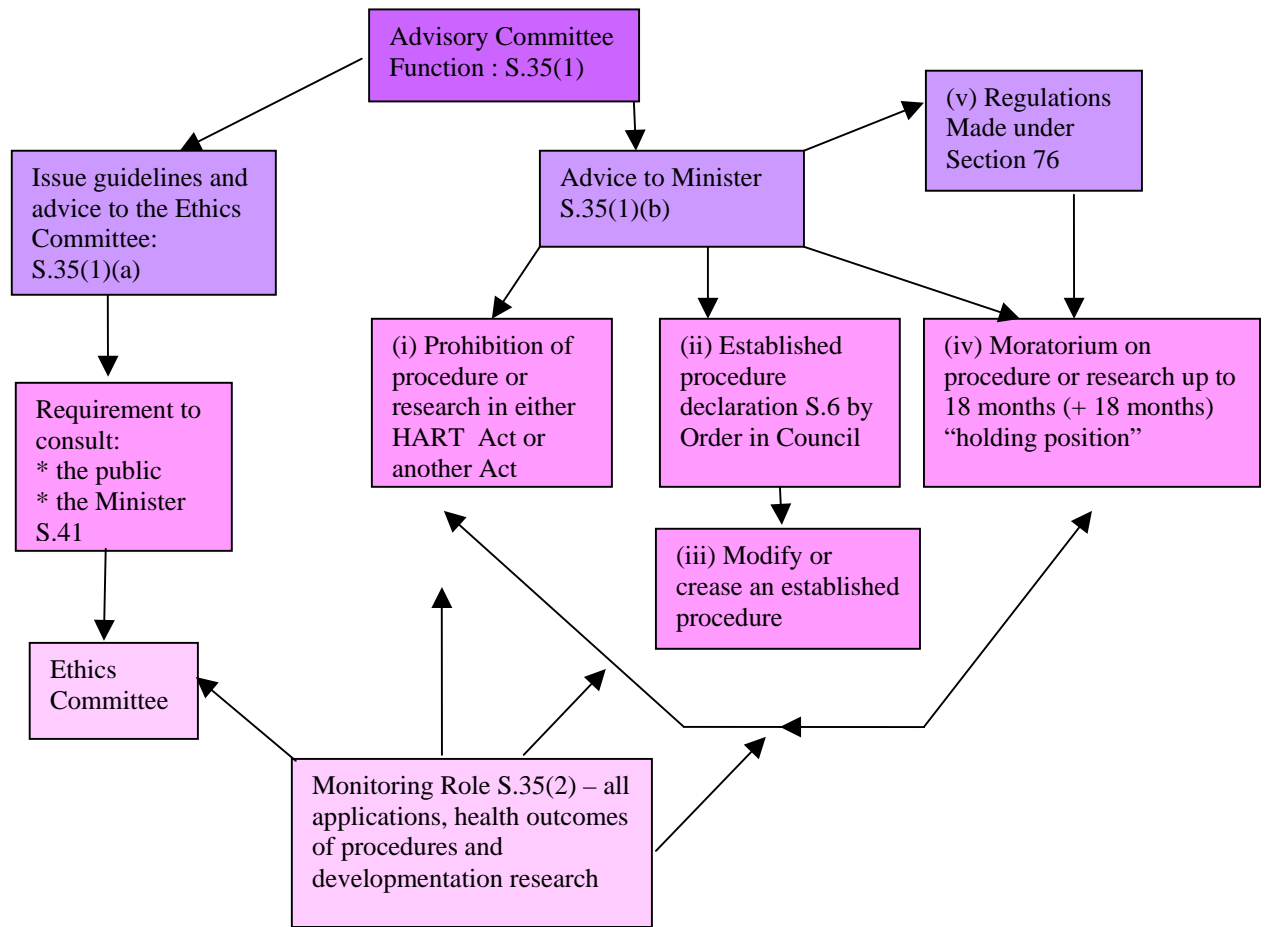 Advisory Committee
Function : S.35(1)
(v) Regulations
Made under
Section 76
Issue guidelines and
advice to the Ethics
Committee:
S.35(1)(a)
Advice to Minister
S.35(1)(b)
(i) Prohibition of
procedure or
research in either
HART Act or
another Act
(ii) Established
procedure
declaration S.6 by
Order in Council
(iv) Moratorium on
procedure or research up to
18 months (+ 18 months)
“holding position”
Requirement to
consult:
* the public
* the Minister
S.41
(iii) Modify or
crease an established
procedure
Ethics
Committee
Monitoring Role S.35(2) – all
applications, health outcomes
of procedures and
developmentation research